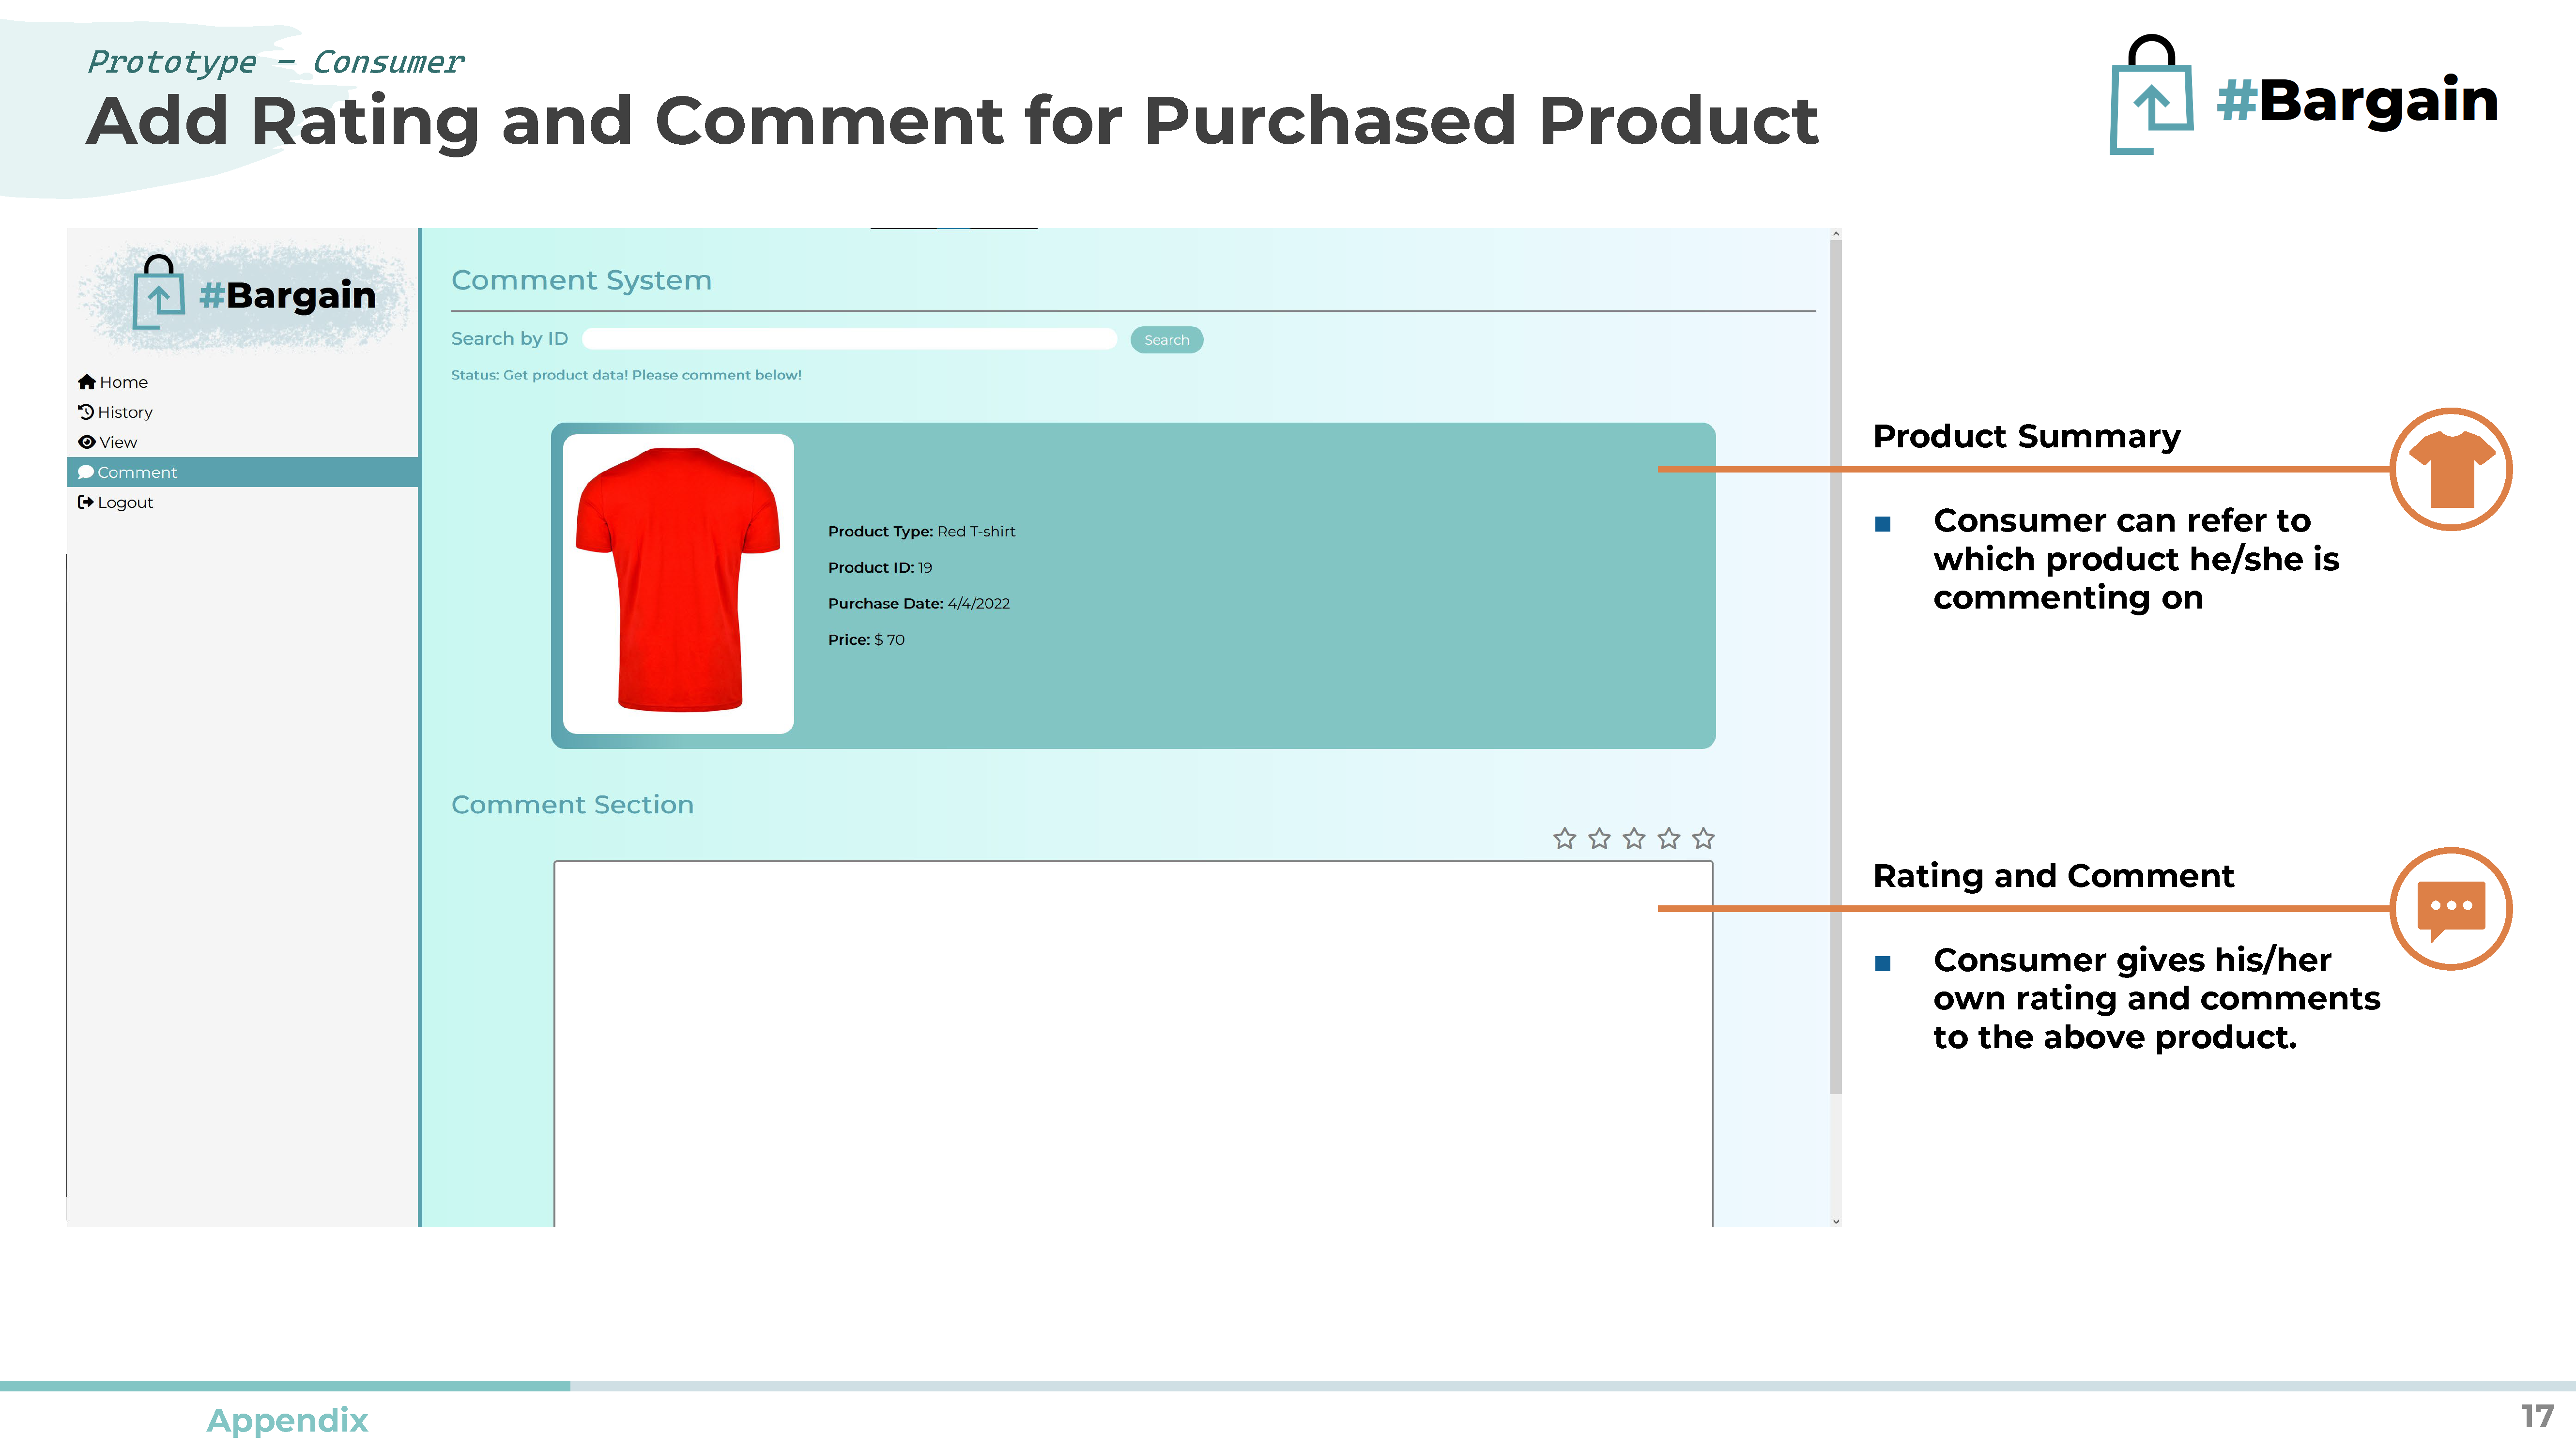 Prototype – Consumer
Add Rating and Comment for Purchased Product
#Bargain
#Bargain
Home
History
View
Comment
Logout
Comment System
Search by ID
Search
Status: Get product data! Please comment below!
Product Type: Red T-shirt
Product ID: 19
Purchase Date: 4/4/2022
Price: $ 70
Comment Section
Product Summary
■ Consumer can refer to
which product he/she is
commenting on
Rating and Comment
■ Consumer gives his/her
own rating and comments
to the above product.
Appendix
17